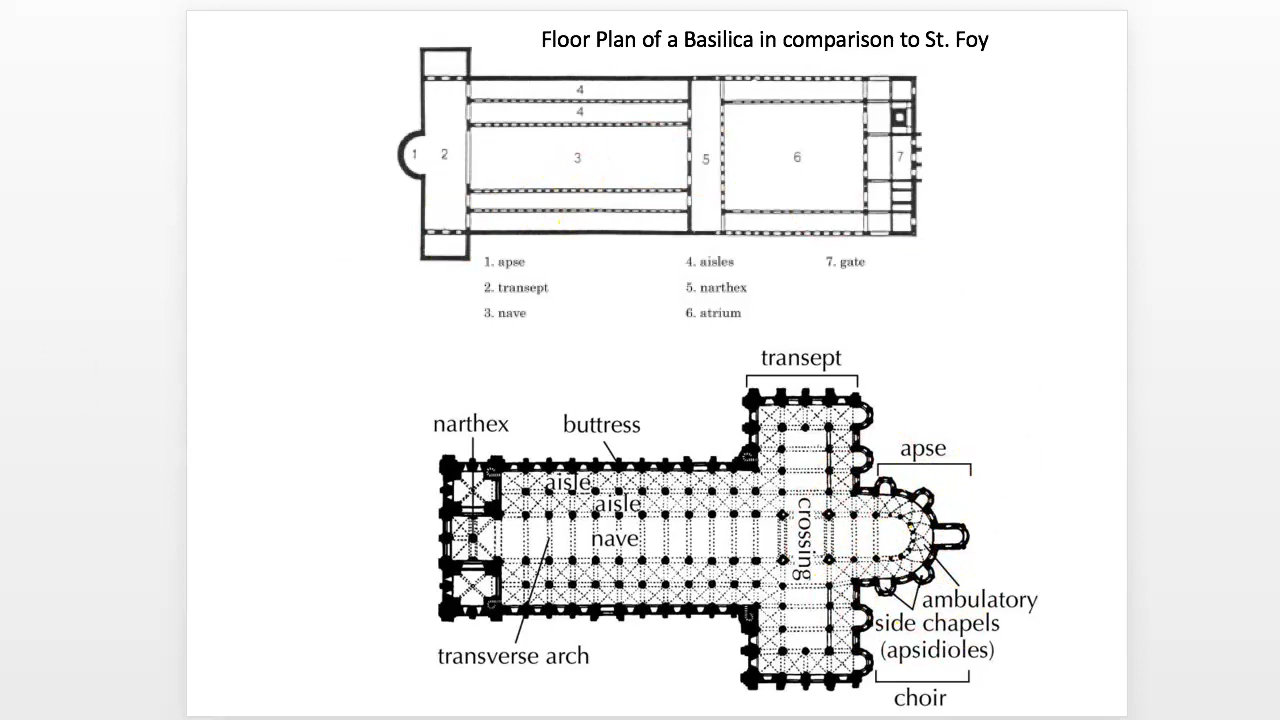 Floor Plan of a Basilica in comparison to St. Foy
4
4
1
2
3
5
6
7
1. apse
4. aisles
7. gate
2. transept
5. narthex
3. nave
6. atrium
transept
narthex
buttress
apse
aisle
aisle
crossing
nave
ambulatory
side chapels
(apsidioles)
transverse arch
choir